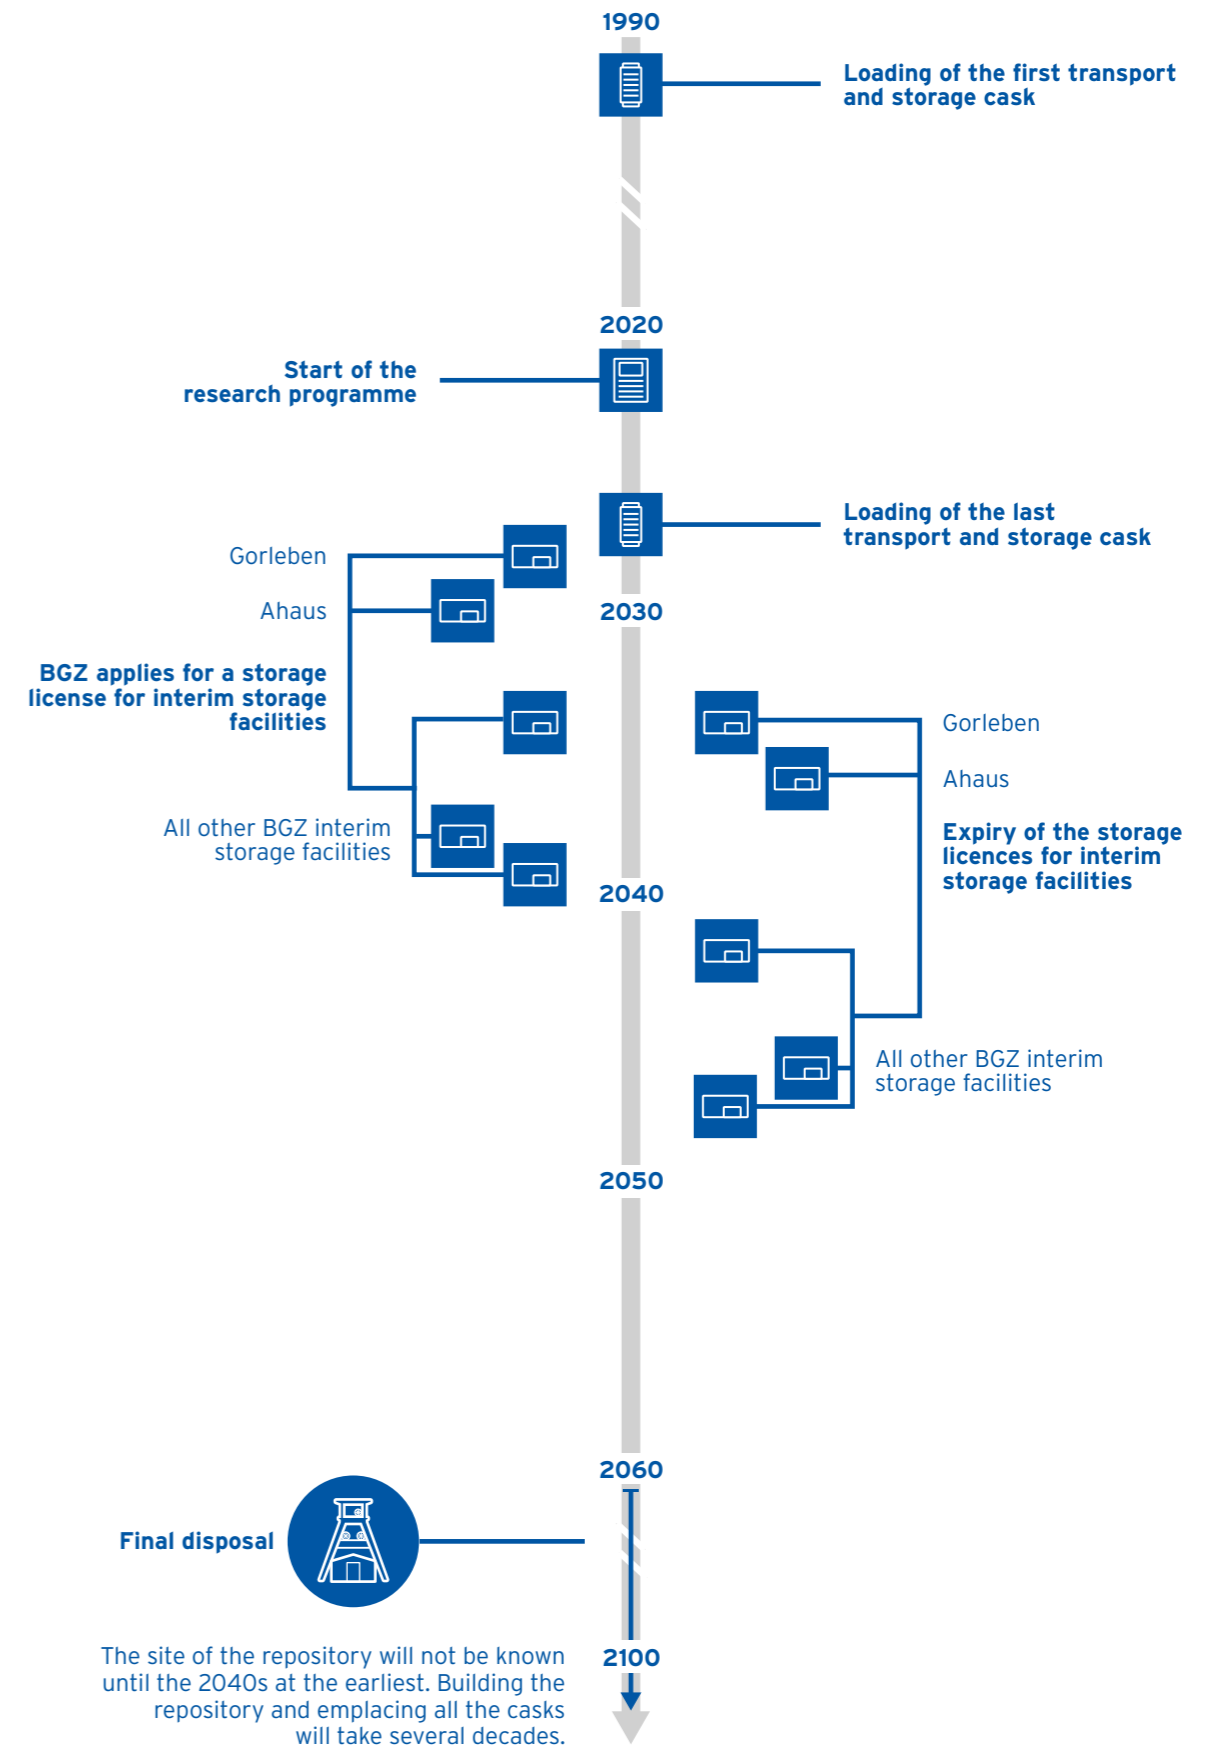 1990
Loading of the first transport
and storage cask
2020
Start of the
research programme
Loading of the last
transport and storage cask
Gorleben
Ahaus
2030
BGZ applies for a storage
license for interim storage
facilities
Gorleben
Ahaus
All other BGZ interim
storage facilities
Expiry of the storage
licences for interim
storage facilities
2040
All other BGZ interim
storage facilities
2050
2060
Final disposal
The site of the repository will not be known
until the 2040s at the earliest. Building the
repository and emplacing all the casks
will take several decades.
2100